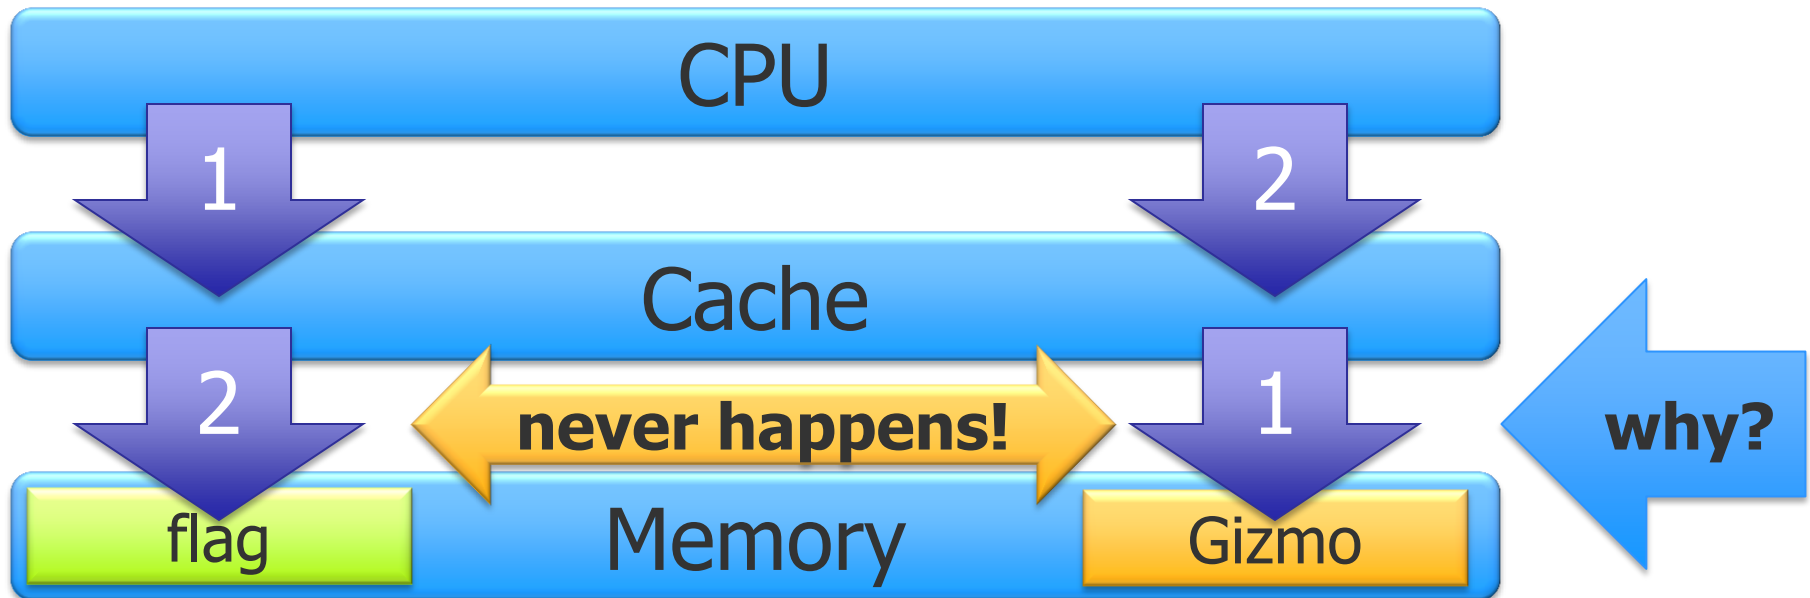 CPU
1
2
Cache
2
never happens!
1
why?
flag
Memory
Gizmo